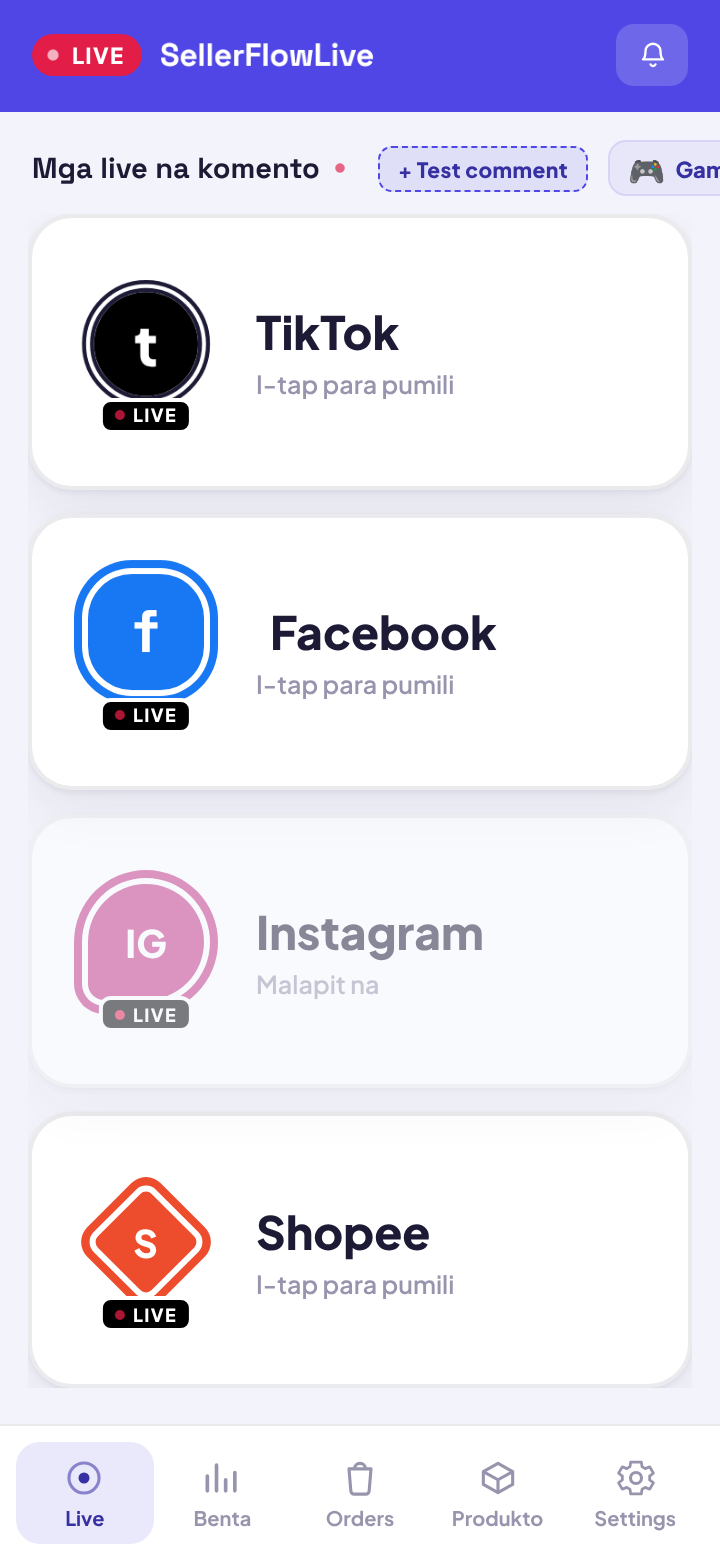 LIVE SellerFlowLive
Mga live na komento + Test comment 🎮 Gam
t
TikTok
I-tap para pumili
LIVE
f
Facebook
I-tap para pumili
LIVE
IG
Instagram
Malapit na
LIVE
S
Shopee
I-tap para pumili
LIVE
Live Benta Orders Produkto Settings